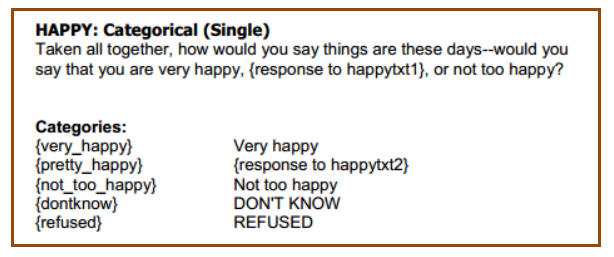 HAPPY: Categorical (Single)
Taken all together, how would you say things are these days--would you
say that you are very happy, {response to happytxt1}, or not too happy?
Categories:
{very_happy} Very happy
{pretty_happy} {response to happytxt2}
{not_too_happy} Not too happy
{dontknow} DON'T KNOW
{refused} REFUSED